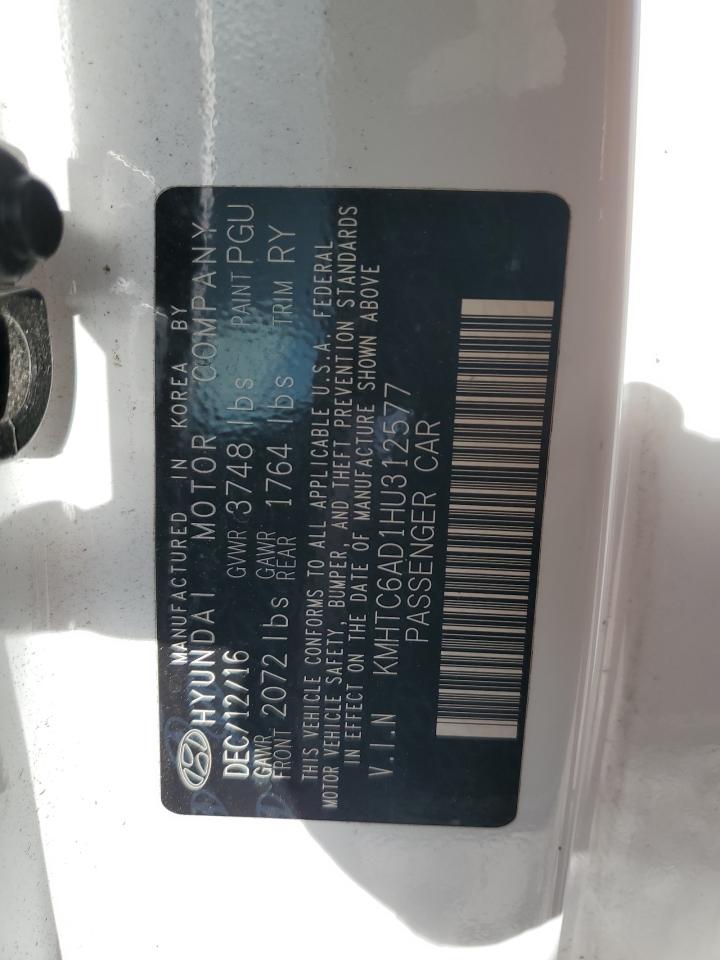 MANUFACTURED IN KOREA BY
HYUNDAI MOTOR COMPANY
DEC/12/16 GVWR 3748 lbs PAINT PGU
GAWR FRONT 2072 lbs GAWR REAR 1764 lbs TRIM RY
THIS VEHICLE CONFORMS TO ALL APPLICABLE U.S.A. FEDERAL
MOTOR VEHICLE SAFETY, BUMPER, AND THEFT PREVENTION STANDARDS
IN EFFECT ON THE DATE OF MANUFACTURE SHOWN ABOVE
V.I.N KMHTC6AD1HU312577
PASSENGER CAR